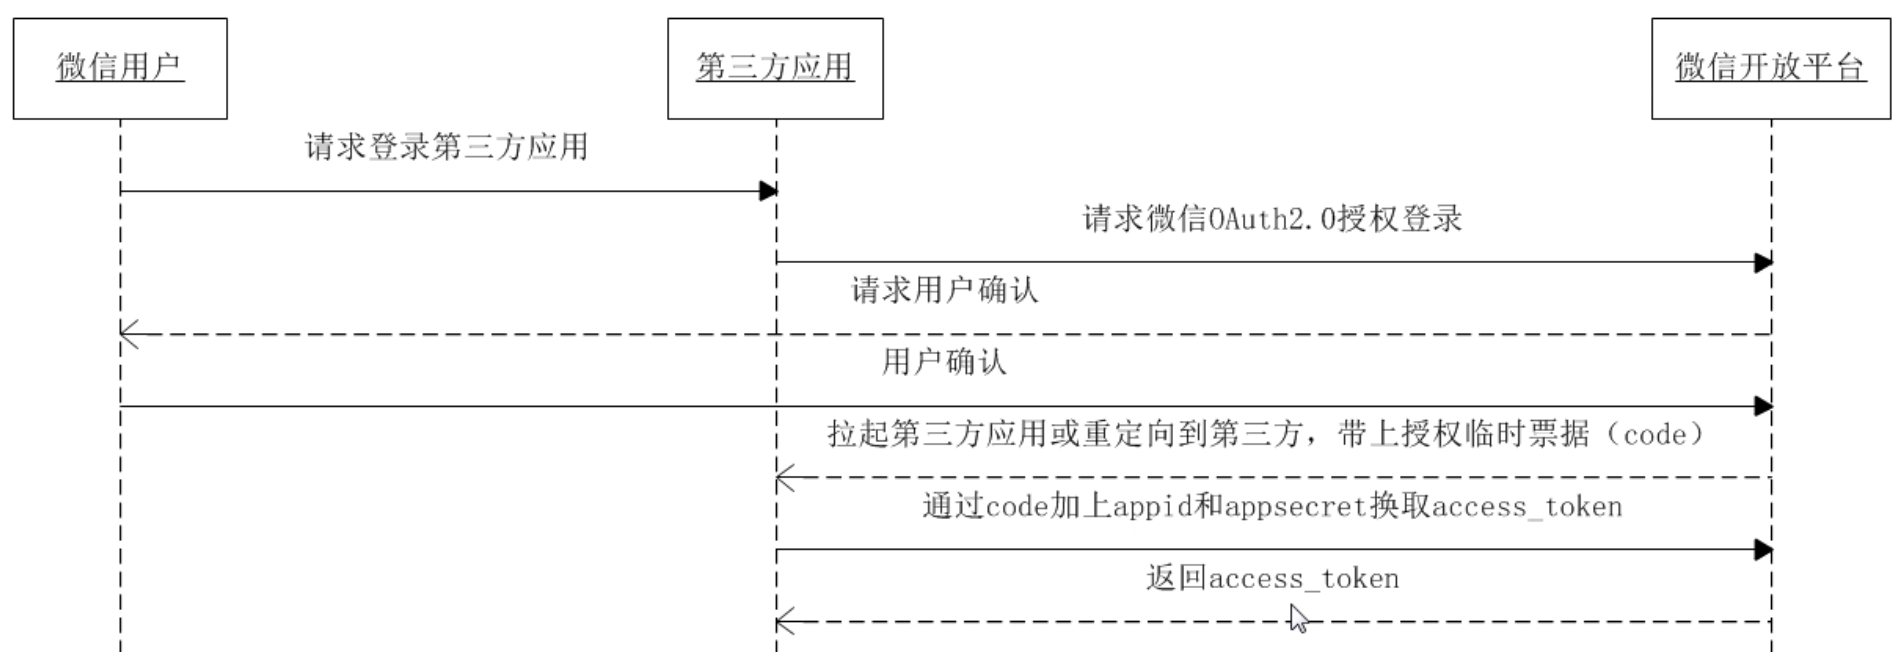 微信用户
第三方应用
微信开放平台
请求登录第三方应用
请求微信OAuth2.0授权登录
请求用户确认
用户确认
拉起第三方应用或重定向到第三方，带上授权临时票据（code）
通过code加上appid和appsecret换取access_token
返回access_token